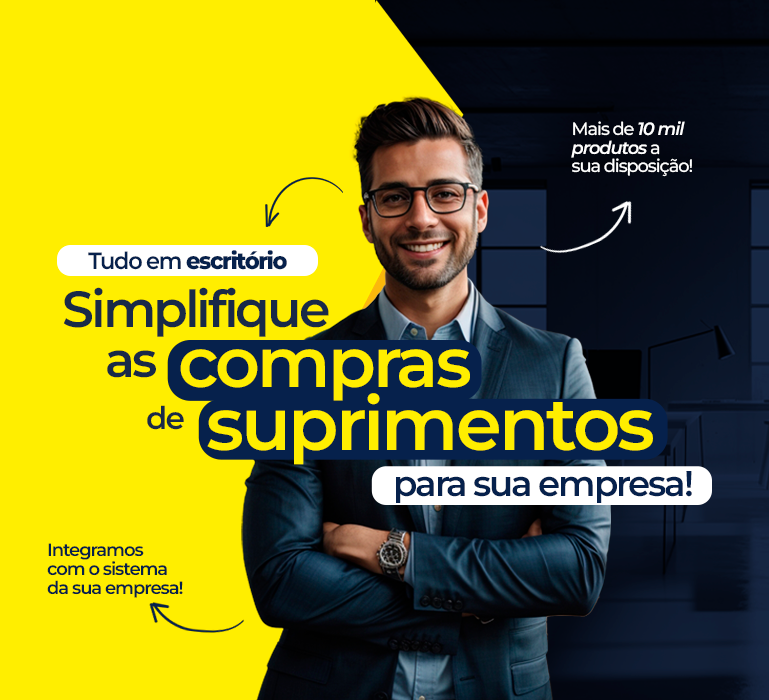 Mais de 10 mil
produtos a
sua disposição!
Tudo em escritório
Simplifique
as compras
de suprimentos
para sua empresa!
Integramos
com o sistema
da sua empresa!